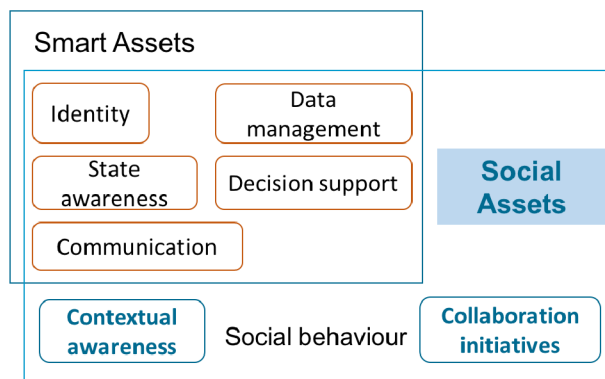 Smart Assets
Identity
Data
management
State
awareness
Decision support
Social
Assets
Communication
Contextual
awareness
Social behaviour
Collaboration
initiatives